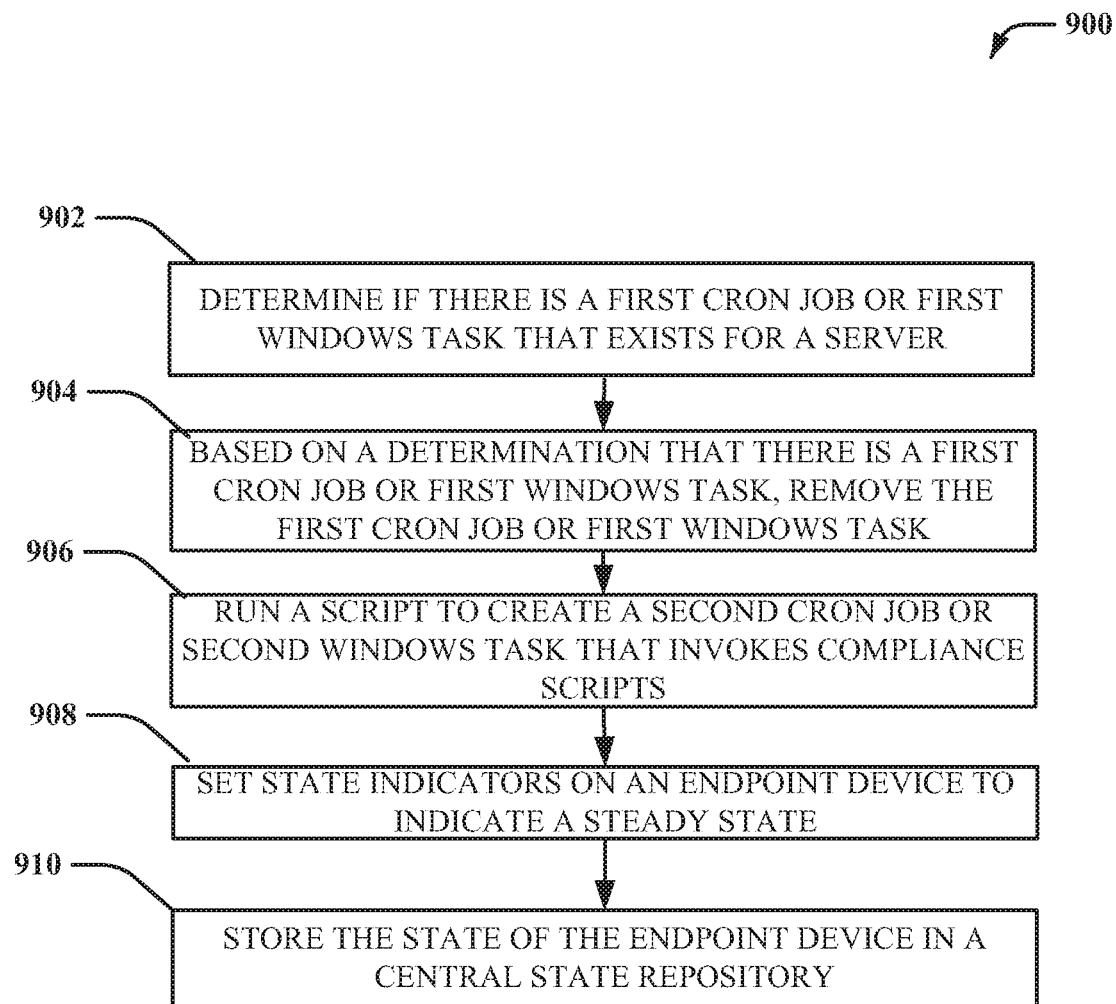 900
902
DETERMINE IF THERE IS A FIRST CRON JOB OR FIRST
WINDOWS TASK THAT EXISTS FOR A SERVER
904
BASED ON A DETERMINATION THAT THERE IS A FIRST
CRON JOB OR FIRST WINDOWS TASK, REMOVE THE
FIRST CRON JOB OR FIRST WINDOWS TASK
906
RUN A SCRIPT TO CREATE A SECOND CRON JOB OR
SECOND WINDOWS TASK THAT INVOKES COMPLIANCE
SCRIPTS
908
SET STATE INDICATORS ON AN ENDPOINT DEVICE TO
INDICATE A STEADY STATE
910
STORE THE STATE OF THE ENDPOINT DEVICE IN A
CENTRAL STATE REPOSITORY